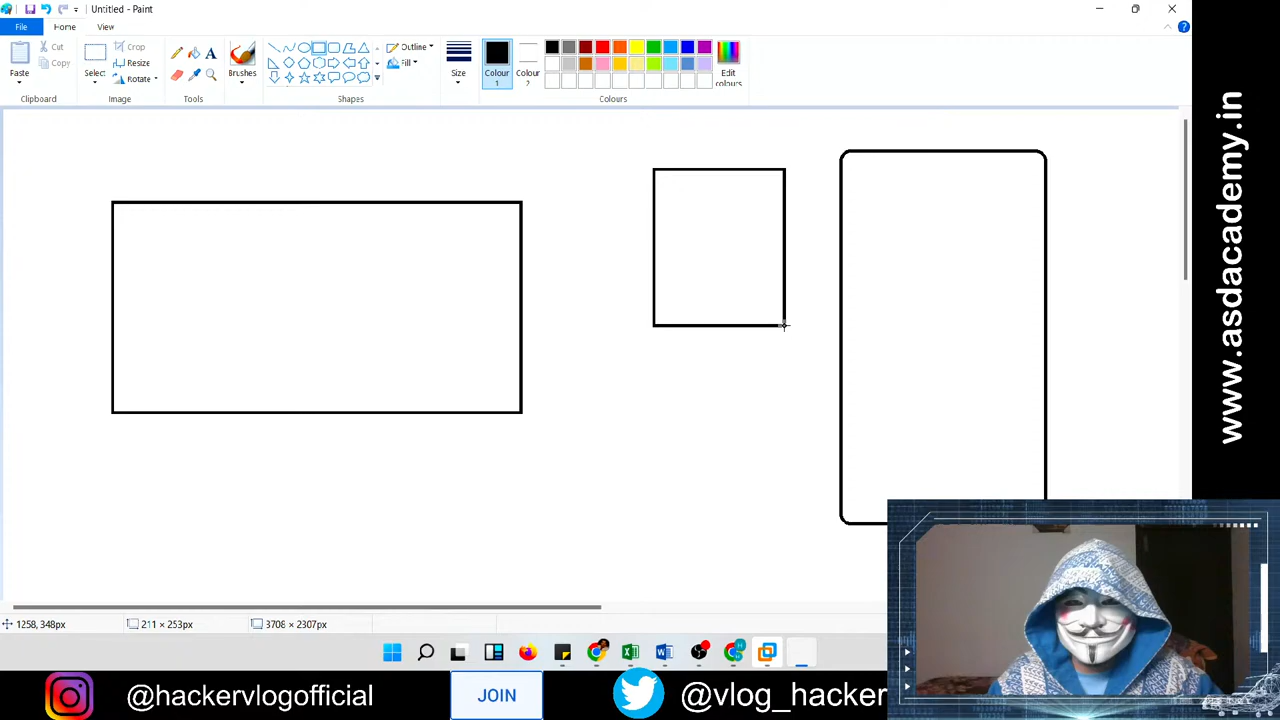 Untitled - Paint
File
Home
View
Paste
Cut
Copy
Clipboard
Select
Crop
Resize
Rotate
Image
Tools
Brushes
Shapes
Outline
Fill
Size
Colour
1
Colour
2
Edit
colours
Colours
www.asdacademy.in
1258, 348px
211 × 253px
3708 × 2307px
@hackervlogofficial
JOIN
@vlog_hacker